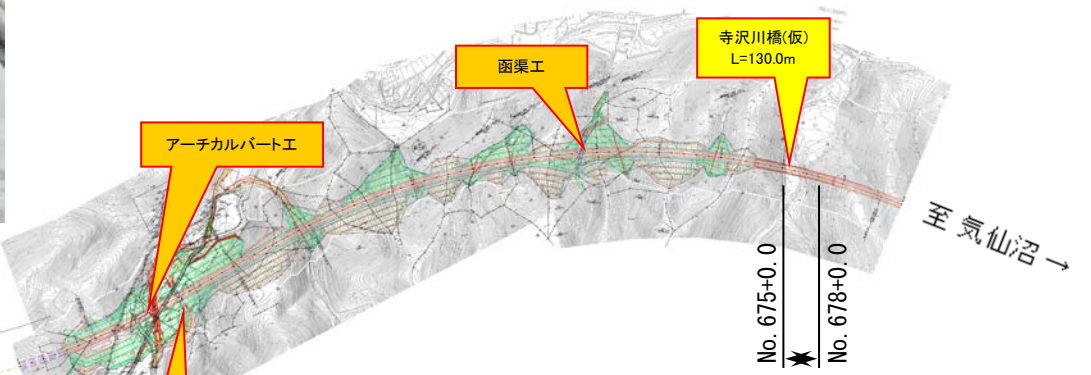 寺沢川橋(仮)
L=130.0m
函渠工
アーチカルバート工
至 気仙沼 →
No. 675+0.0
No. 678+0.0